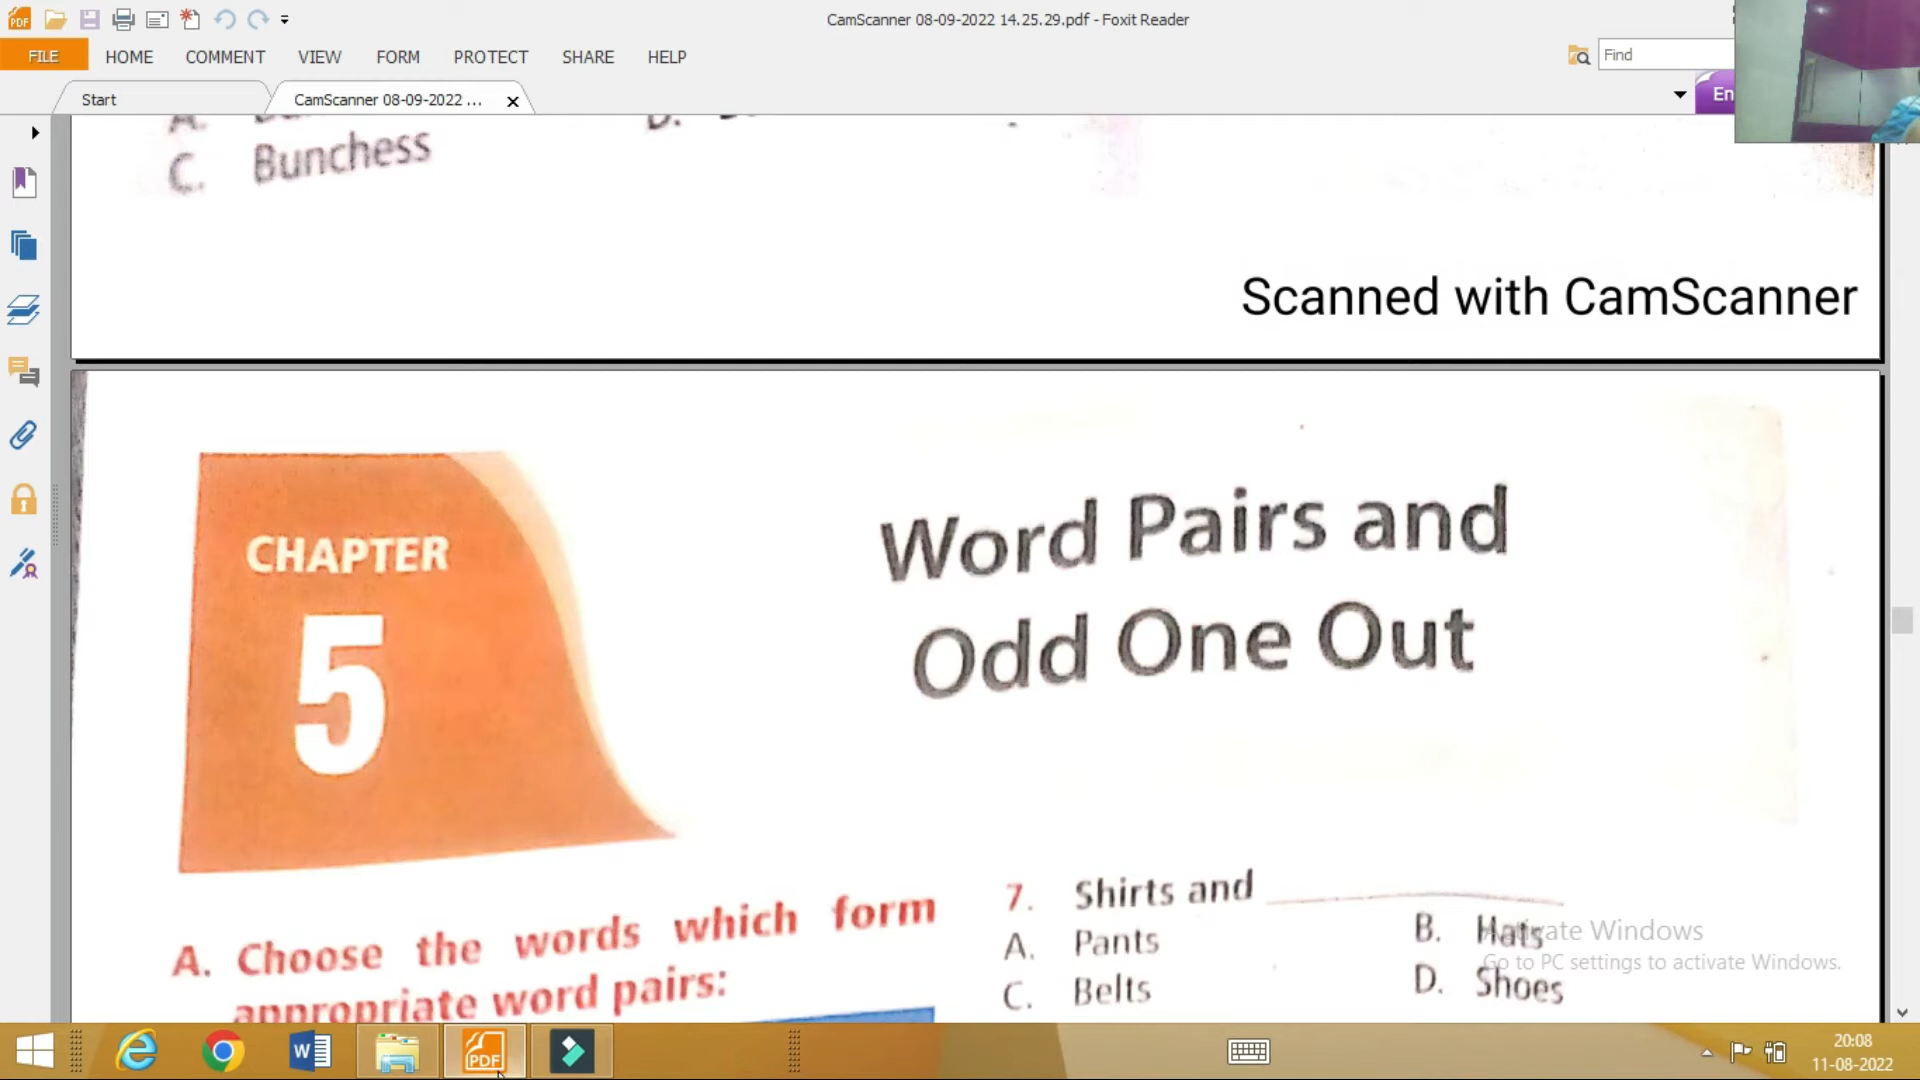 CamScanner 08-09-2022 14.25.29.pdf - Foxit Reader
FILE HOME COMMENT VIEW FORM PROTECT SHARE HELP
Find
Start
CamScanner 08-09-2022 ...
En
A.
D.
C. Bunchess
Scanned with CamScanner
CHAPTER
5
Word Pairs and
Odd One Out
A. Choose the words which form
appropriate word pairs:
7. Shirts and
A. Pants
B. Hats
C. Belts
D. Shoes
Activate Windows
Go to PC settings to activate Windows.
PDF
20:08
11-08-2022